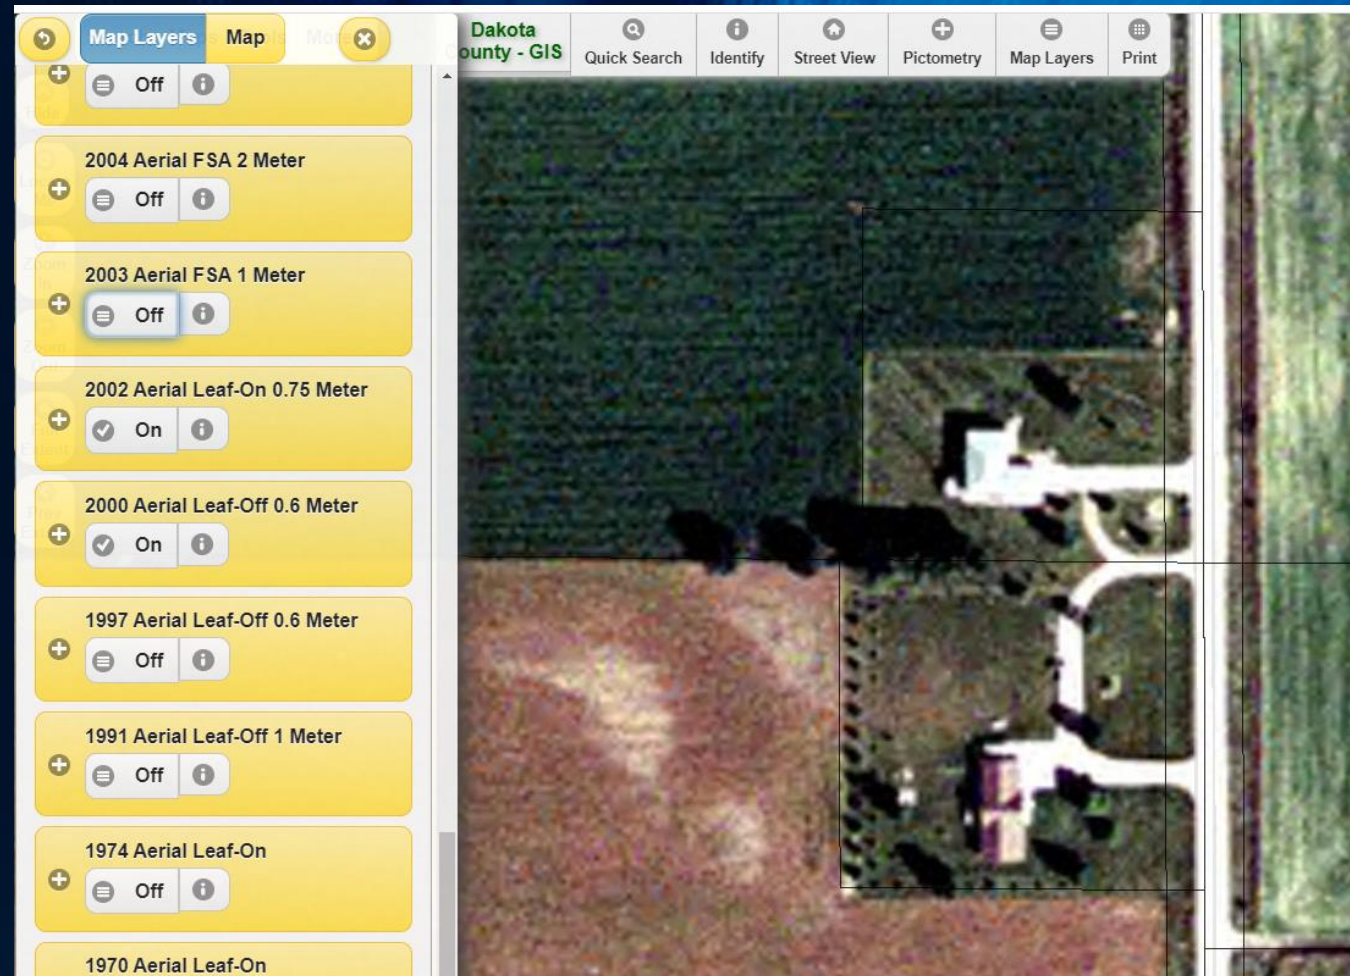 Map Layers Map
Dakota
ounty - GIS
Quick Search
Identify
Street View
Pictometry
Map Layers
Print
Off
2004 Aerial FSA 2 Meter
Off
2003 Aerial FSA 1 Meter
Off
2002 Aerial Leaf-On 0.75 Meter
On
2000 Aerial Leaf-Off 0.6 Meter
On
1997 Aerial Leaf-Off 0.6 Meter
Off
1991 Aerial Leaf-Off 1 Meter
Off
1974 Aerial Leaf-On
Off
1970 Aerial Leaf-On